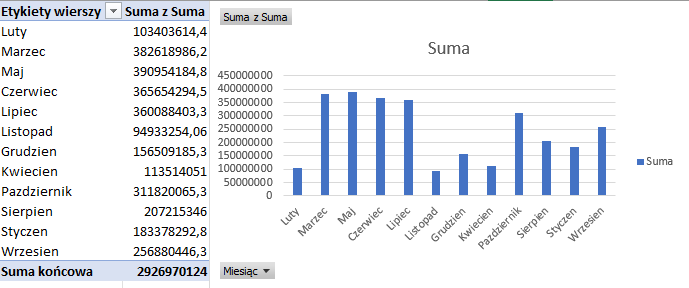 Etykiety wierszy Suma z Suma
Luty 103403614,4
Marzec 382618986,2
Maj 390954184,8
Czerwiec 365654294,5
Lipiec 360088403,3
Listopad 94933254,06
Grudzien 156509185,3
Kwiecien 113514051
Pazdziernik 311820065,3
Sierpien 207215346
Styczen 183378292,8
Wrzesien 256880446,3
Suma końcowa 2926970124
Suma z Suma
Suma
450000000
400000000
350000000
300000000
250000000
200000000
150000000
100000000
50000000
0
Luty
Marzec
Maj
Czerwiec
Lipiec
Listopad
Grudzien
Kwiecien
Pazdziernik
Sierpien
Styczen
Wrzesien
Suma
Miesiąc